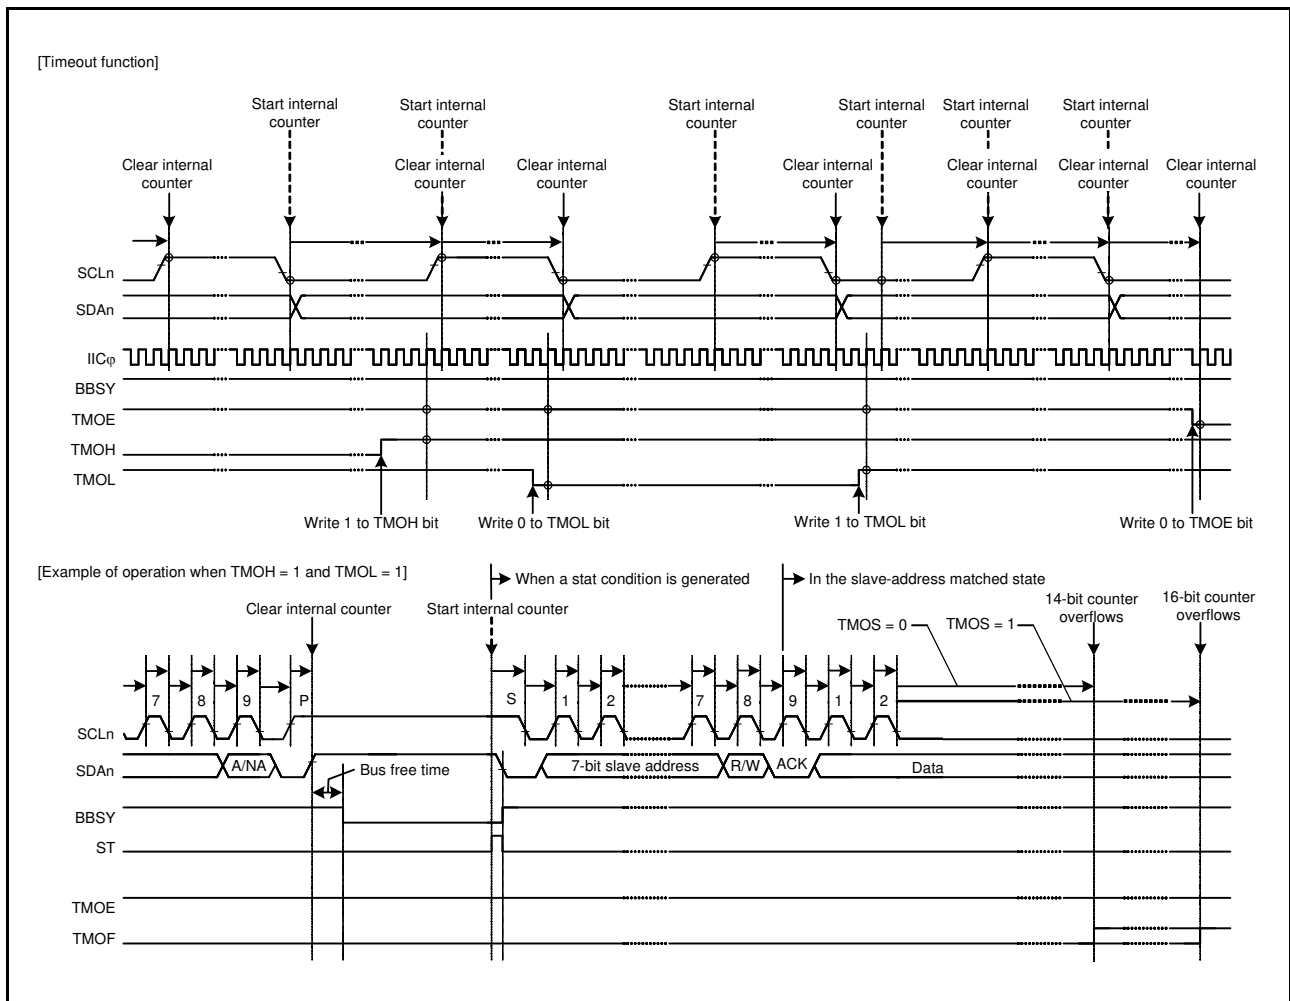 [Timeout function]
Start internal
counter
Start internal
counter
Start internal
counter
Start internal
counter
Start internal
counter
Start internal
counter
Clear internal
counter
Clear internal
counter
Clear internal
counter
Clear internal
counter
Clear internal
counter
Clear internal
counter
Clear internal
counter
SCLn
SDAn
IICφ
BBSY
TMOE
TMOH
TMOL
Write 1 to TMOH bit
Write 0 to TMOL bit
Write 1 to TMOL bit
Write 0 to TMOE bit
[Example of operation when TMOH = 1 and TMOL = 1]
When a stat condition is generated
In the slave-address matched state
Clear internal counter
Start internal counter
14-bit counter
overflows
16-bit counter
overflows
TMOS = 0
TMOS = 1
7 8 9 P S 1 2 7 8 9 1 2
SCLn
SDAn
A/NA
7-bit slave address
R/W
ACK
Data
Bus free time
BBSY
ST
TMOE
TMOF